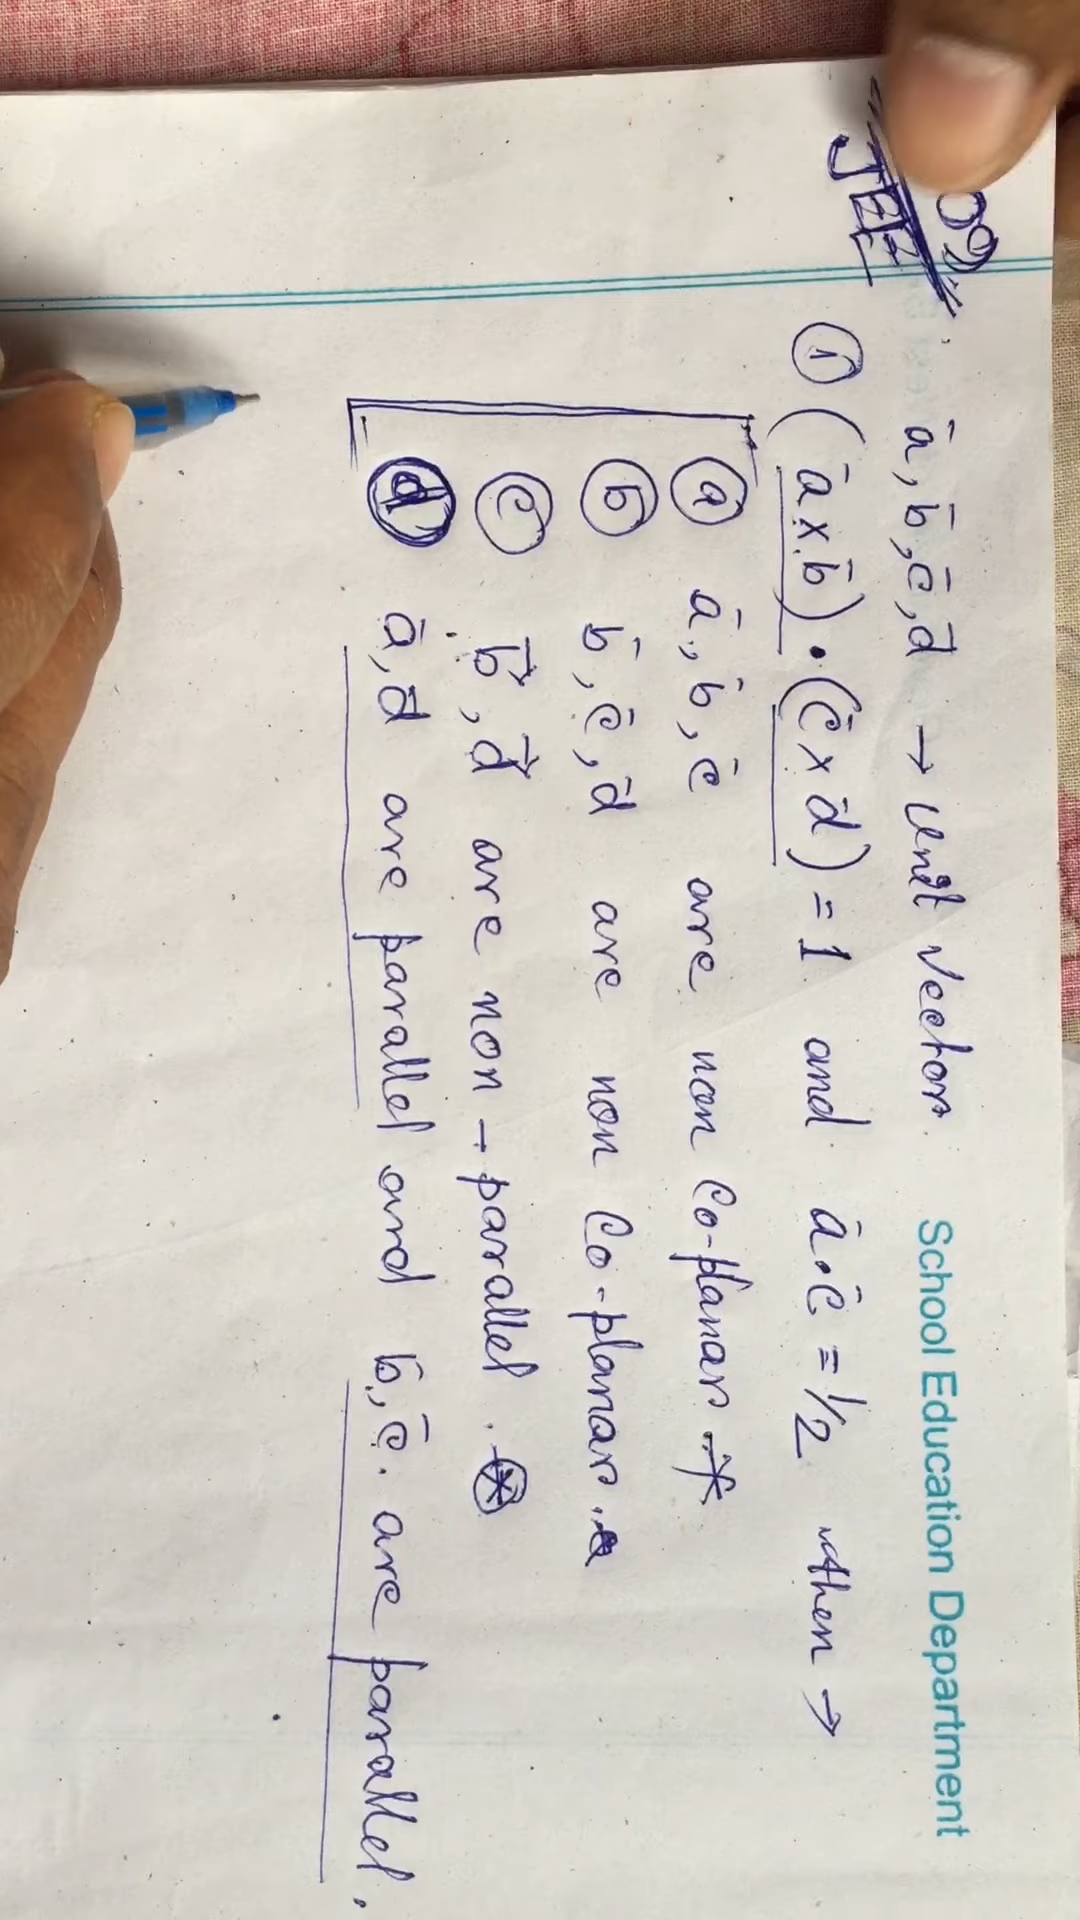 School Education Department
09
JEE
ā, b̄, c̄, d̄ → unit vector.
① (ā x b̄) • (c̄ x d̄) = 1 and ā • c̄ = 1/2 then →
ⓐ ā, b̄, c̄ are non Co-planar *
ⓑ b̄, c̄, d̄ are non Co-planar.
ⓒ b⃗, d⃗ are non-parallel.
ⓓ ā, d̄ are parallel and b̄, c̄ are parallel.